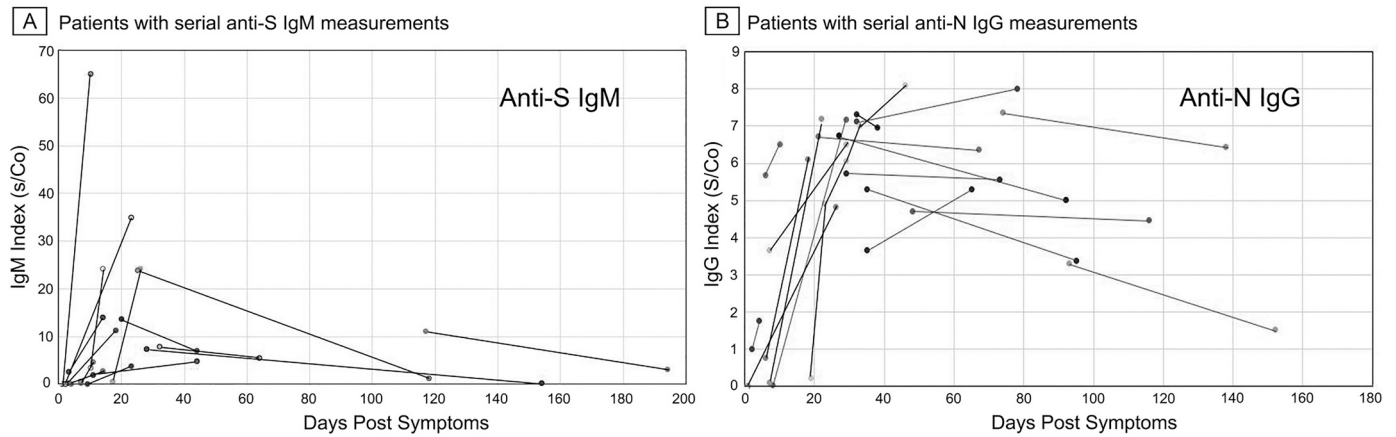 A Patients with serial anti-S IgM measurements
70
60
50
40
30
20
10
0
IgM Index (s/Co)
Anti-S IgM
0 20 40 60 80 100 120 140 160 180 200
Days Post Symptoms
B Patients with serial anti-N IgG measurements
9
8
7
6
5
4
3
2
1
0
IgG Index (S/Co)
Anti-N IgG
0 20 40 60 80 100 120 140 160 180
Days Post Symptoms